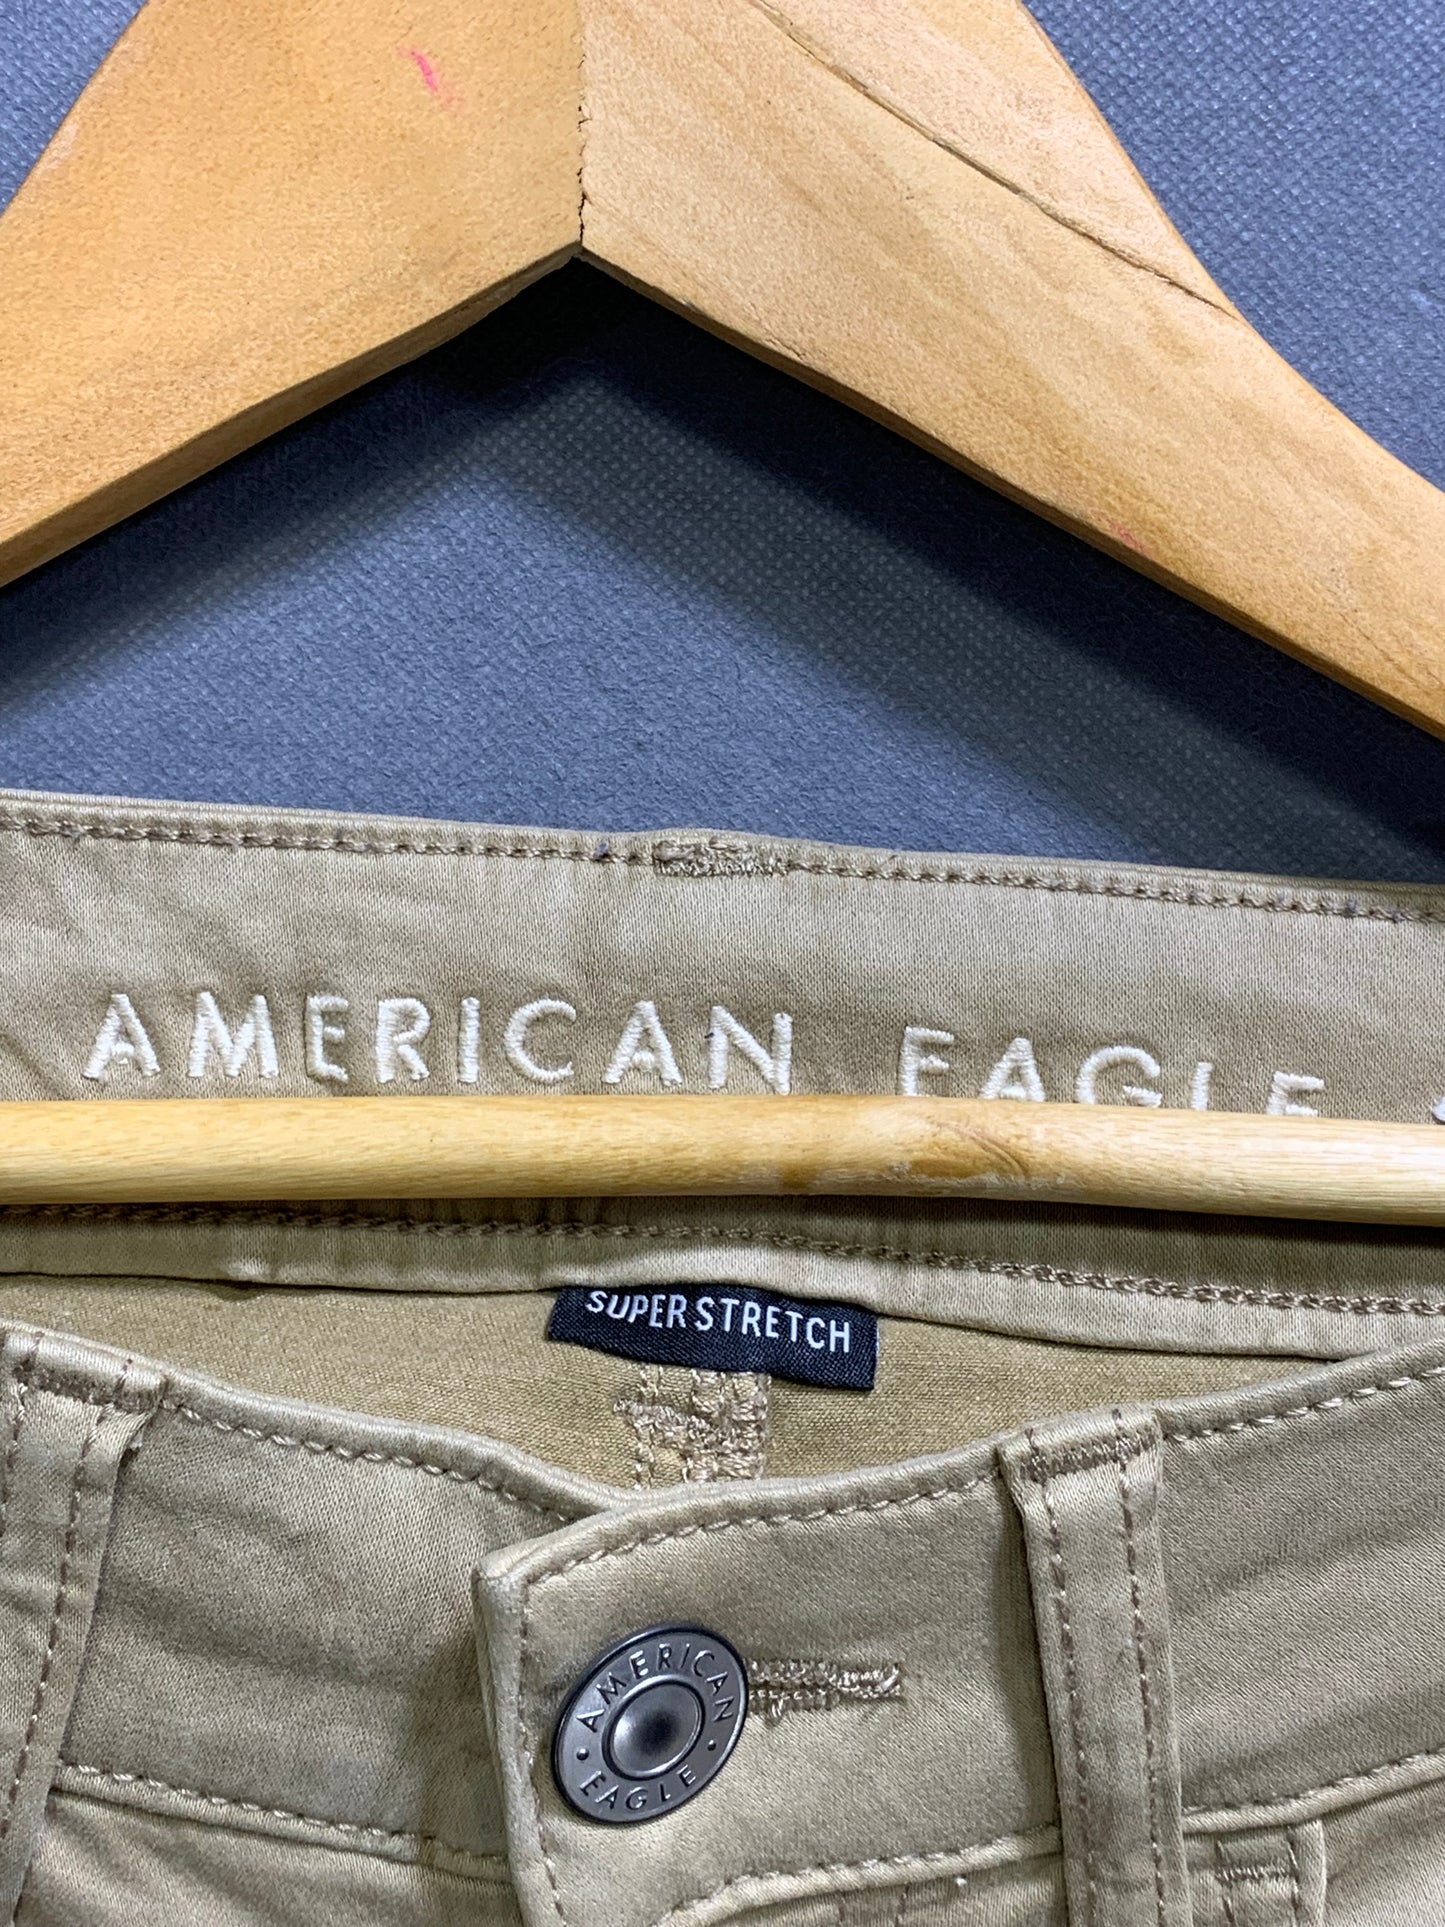 AMERICAN EAGLE
SUPER STRETCH
AMERICAN
• EAGLE •